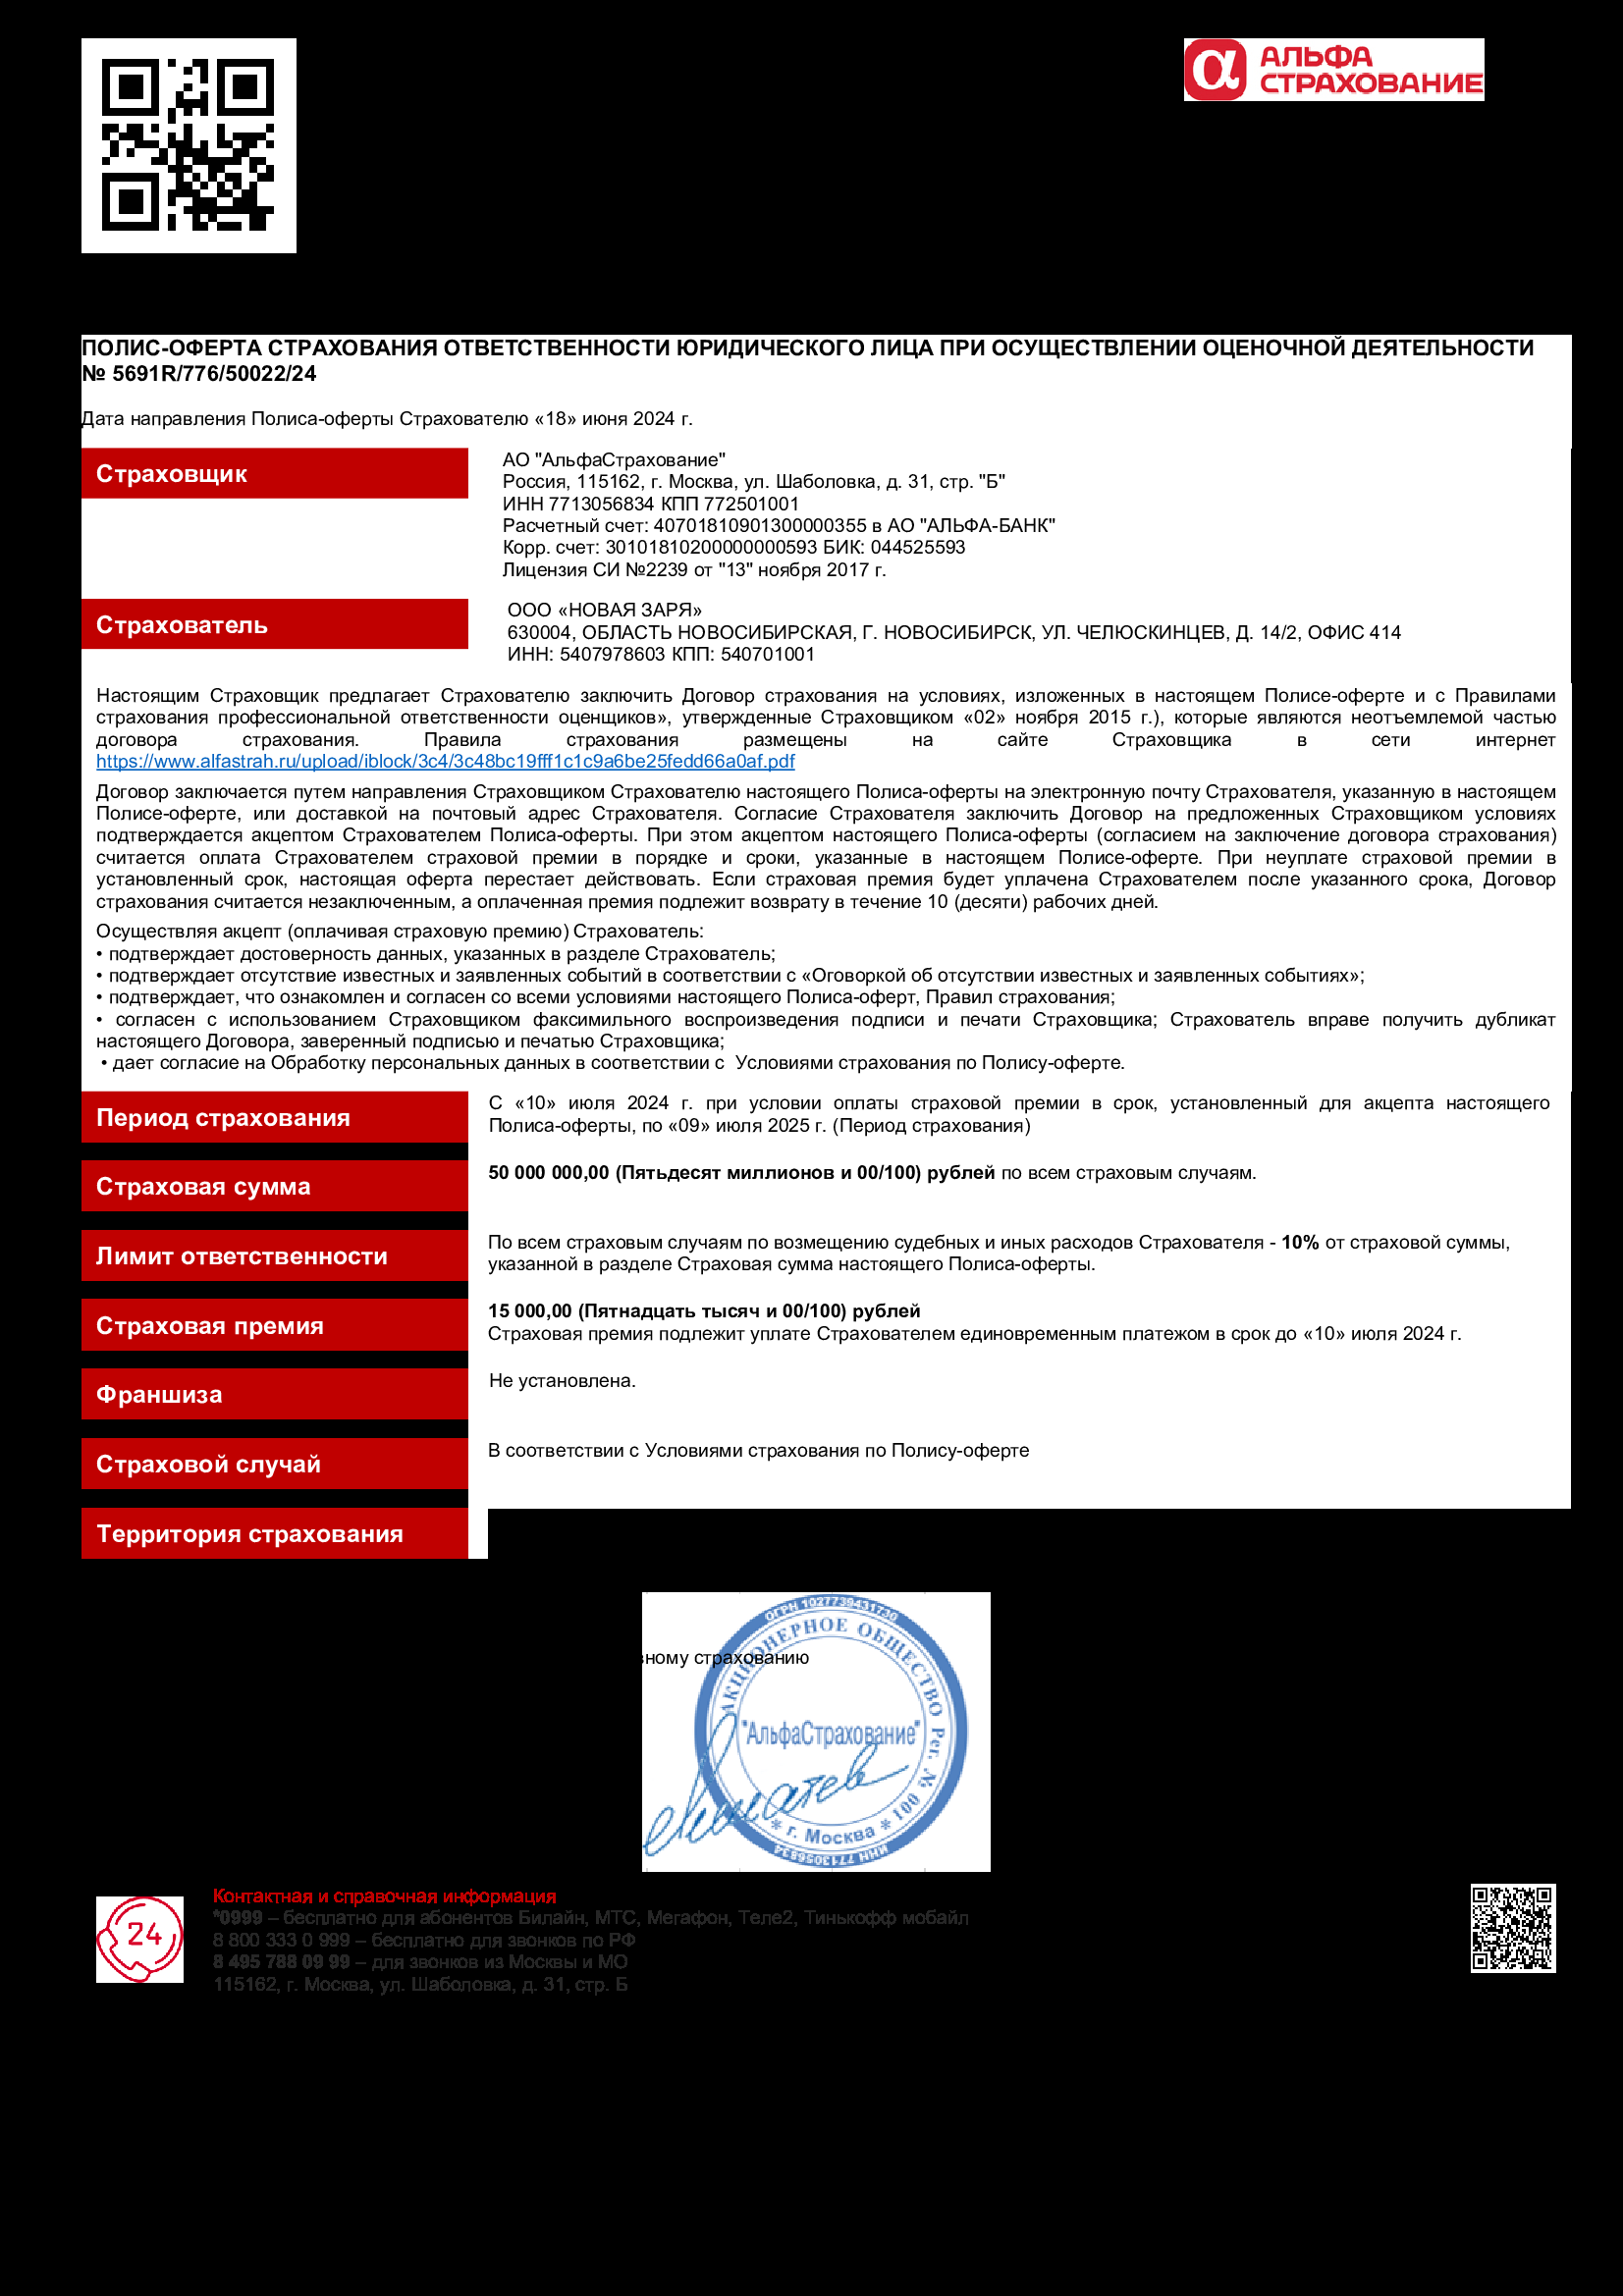 АЛЬФА
СТРАХОВАНИЕ
ПОЛИС-ОФЕРТА СТРАХОВАНИЯ ОТВЕТСТВЕННОСТИ ЮРИДИЧЕСКОГО ЛИЦА ПРИ ОСУЩЕСТВЛЕНИИ ОЦЕНОЧНОЙ ДЕЯТЕЛЬНОСТИ
№ 5691R/776/50022/24
Дата направления Полиса-оферты Страхователю «18» июня 2024 г.
Страховщик
АО "АльфаСтрахование"
Россия, 115162, г. Москва, ул. Шаболовка, д. 31, стр. "Б"
ИНН 7713056834 КПП 772501001
Расчетный счет: 40701810901300000355 в АО "АЛЬФА-БАНК"
Корр. счет: 30101810200000000593 БИК: 044525593
Лицензия СИ №2239 от "13" ноября 2017 г.
Страхователь
ООО «НОВАЯ ЗАРЯ»
630004, ОБЛАСТЬ НОВОСИБИРСКАЯ, Г. НОВОСИБИРСК, УЛ. ЧЕЛЮСКИНЦЕВ, Д. 14/2, ОФИС 414
ИНН: 5407978603 КПП: 540701001
Настоящим Страховщик предлагает Страхователю заключить Договор страхования на условиях, изложенных в настоящем Полисе-оферте и с Правилами
страхования профессиональной ответственности оценщиков», утвержденные Страховщиком «02» ноября 2015 г.), которые являются неотъемлемой частью
договора страхования. Правила страхования размещены на сайте Страховщика в сети интернет
https://www.alfastrah.ru/upload/iblock/3c4/3c48bc19fff1c1c9a6be25fedd66a0af.pdf
Договор заключается путем направления Страховщиком Страхователю настоящего Полиса-оферты на электронную почту Страхователя, указанную в настоящем
Полисе-оферте, или доставкой на почтовый адрес Страхователя. Согласие Страхователя заключить Договор на предложенных Страховщиком условиях
подтверждается акцептом Страхователем Полиса-оферты. При этом акцептом настоящего Полиса-оферты (согласием на заключение договора страхования)
считается оплата Страхователем страховой премии в порядке и сроки, указанные в настоящем Полисе-оферте. При неуплате страховой премии в
установленный срок, настоящая оферта перестает действовать. Если страховая премия будет уплачена Страхователем после указанного срока, Договор
страхования считается незаключенным, а оплаченная премия подлежит возврату в течение 10 (десяти) рабочих дней.
Осуществляя акцепт (оплачивая страховую премию) Страхователь:
• подтверждает достоверность данных, указанных в разделе Страхователь;
• подтверждает отсутствие известных и заявленных событий в соответствии с «Оговоркой об отсутствии известных и заявленных событиях»;
• подтверждает, что ознакомлен и согласен со всеми условиями настоящего Полиса-оферт, Правил страхования;
• согласен с использованием Страховщиком факсимильного воспроизведения подписи и печати Страховщика; Страхователь вправе получить дубликат
настоящего Договора, заверенный подписью и печатью Страховщика;
• дает согласие на Обработку персональных данных в соответствии с Условиями страхования по Полису-оферте.
Период страхования
С «10» июля 2024 г. при условии оплаты страховой премии в срок, установленный для акцепта настоящего
Полиса-оферты, по «09» июля 2025 г. (Период страхования)
Страховая сумма
50 000 000,00 (Пятьдесят миллионов и 00/100) рублей по всем страховым случаям.
Лимит ответственности
По всем страховым случаям по возмещению судебных и иных расходов Страхователя - 10% от страховой суммы,
указанной в разделе Страховая сумма настоящего Полиса-оферты.
Страховая премия
15 000,00 (Пятнадцать тысяч и 00/100) рублей
Страховая премия подлежит уплате Страхователем единовременным платежом в срок до «10» июля 2024 г.
Франшиза
Не установлена.
Страховой случай
В соответствии с Условиями страхования по Полису-оферте
Территория страхования
ОГРН 1027739431730
АКЦИОНЕРНОЕ ОБЩЕСТВО Рег. № 001
страхованию
"АльфаСтрахование"
* г. Москва *
ИНН 7713056834
24
Контактная и справочная информация
*0999 – бесплатно для абонентов Билайн, МТС, Мегафон, Теле2, Тинькофф мобайл
8 800 333 0 999 – бесплатно для звонков по РФ
8 495 788 09 99 – для звонков из Москвы и МО
115162, г. Москва, ул. Шаболовка, д. 31, стр. Б